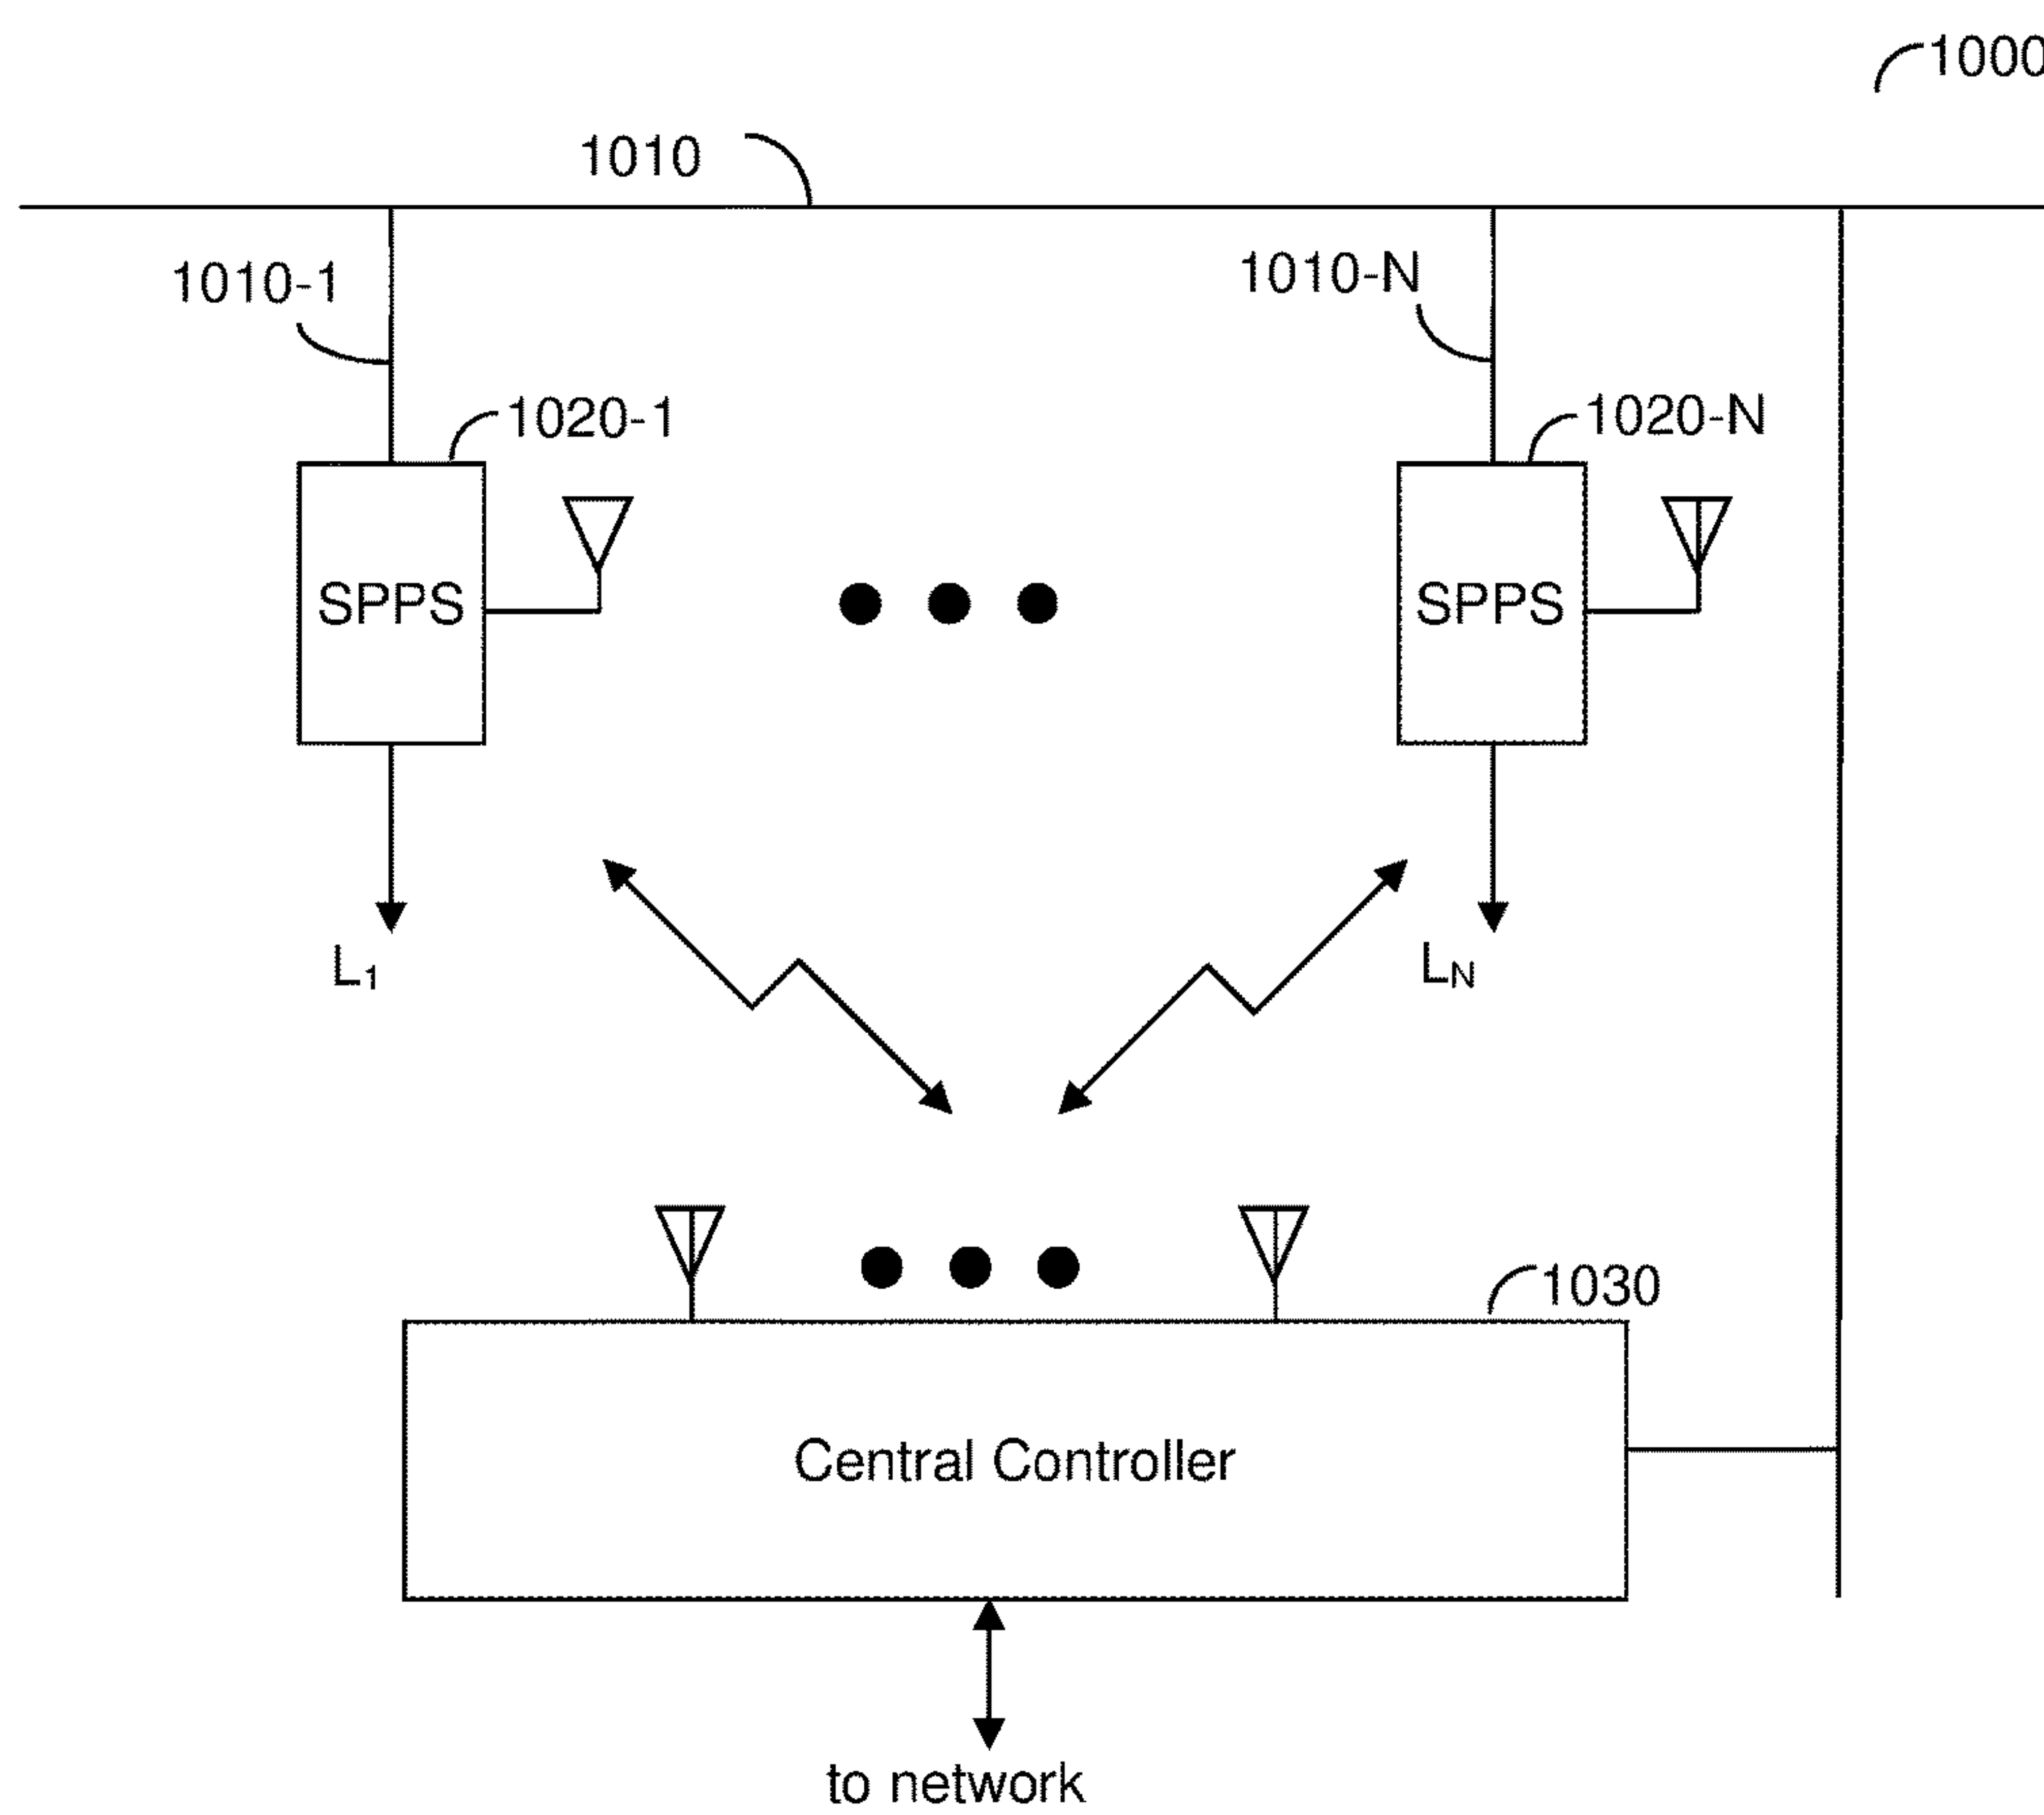 1000
1010
1010-1
1010-N
1020-1
1020-N
SPPS
SPPS
L1
LN
1030
Central Controller
to network